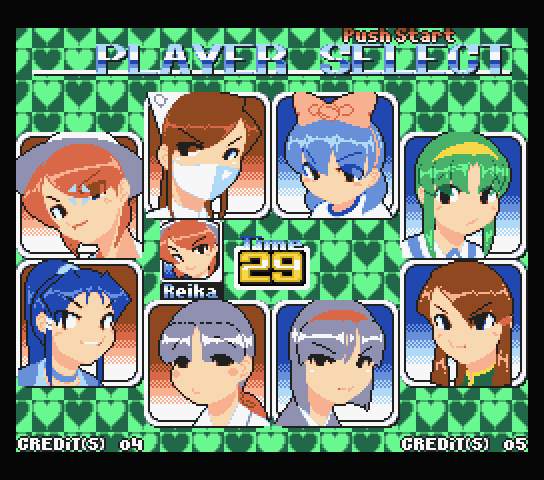 Push Start
PLAYER SELECT
Time
29
Reika
CREDiT(S) 04
CREDiT(S) 05